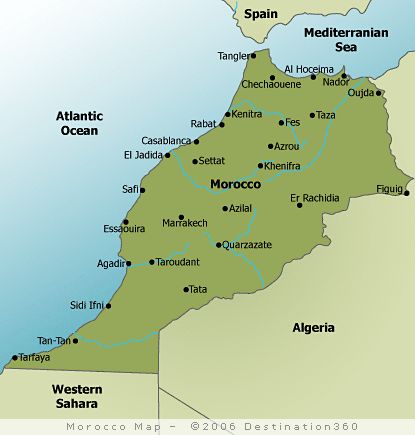 Spain
Mediterranean
Sea
Tangler
Al Hoceima
Chechaouene
Nador
Oujda
Atlantic
Ocean
Kenitra
Taza
Rabat
Fes
Casablanca
Azrou
El Jadida
Settat
Khenifra
Morocco
Safi
Figuig
Er Rachidia
Azilal
Marrakech
Essaouira
Quarzazate
Agadir
Taroudant
Tata
Sidi Ifni
Algeria
Tan-Tan
Tarfaya
Western
Sahara
Morocco Map - ©2006 Destination360